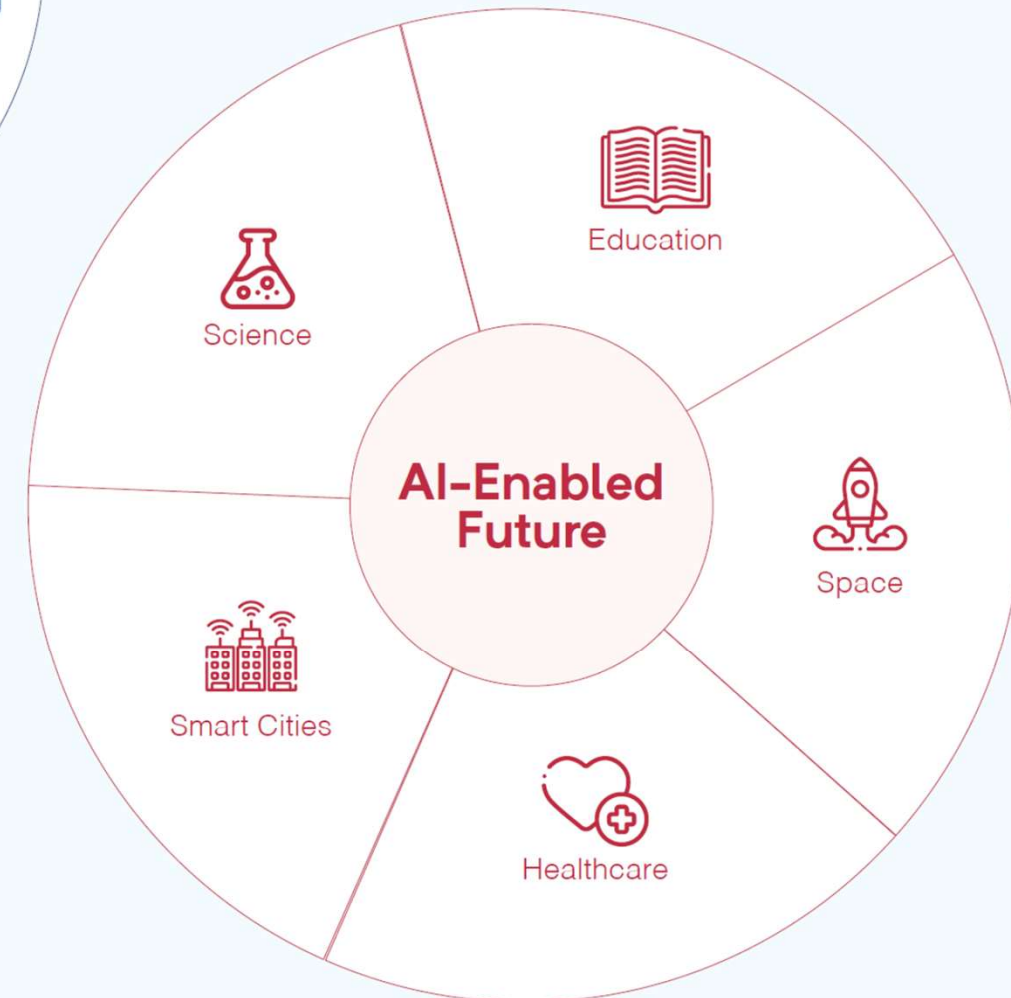 Education
Science
AI-Enabled
Future
Space
Smart Cities
Healthcare